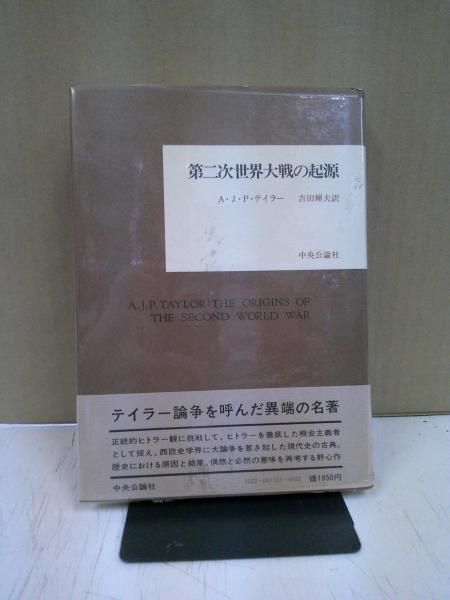 第二次世界大戦の起源
A・J・P・テイラー 吉田輝夫訳
中央公論社
A.J.P.TAYLOR:THE ORIGINS OF
THE SECOND WORLD WAR
テイラー論争を呼んだ異端の名著
正統的ヒトラー観に挑戦して、ヒトラーを徹底した機会主義者
として捉え、西欧史学界に大論争を惹き起した現代史の古典。
歴史における原因と結果、偶然と必然の意味を再考する野心作
中央公論社
価1950円